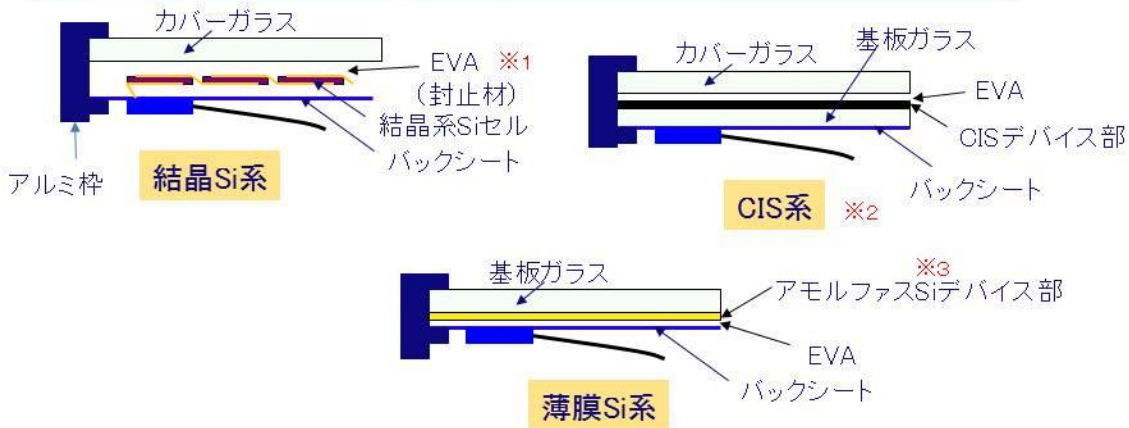 カバーガラス
EVA ※1
(封止材)
結晶系Siセル
バックシート
アルミ枠
結晶Si系
基板ガラス
カバーガラス
EVA
CISデバイス部
バックシート
CIS系 ※2
基板ガラス
※3
アモルファスSiデバイス部
EVA
バックシート
薄膜Si系